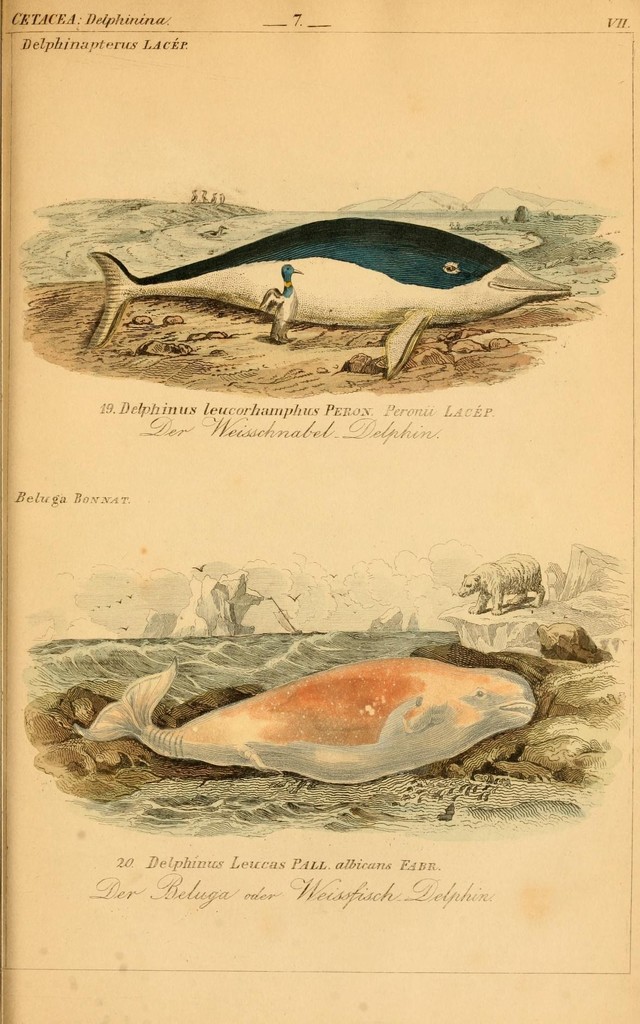 CETACEA: Delphinina.
7.
VII.
Delphinapterus LACÉP.
19. Delphinus leucorhamphus PERON. Peronii LACÉP.
Der Weisschnabel-Delphin.
Beluga BONNAT.
20. Delphinus Leucas PALL. albicans FABR.
Der Beluga oder Weissfisch-Delphin.